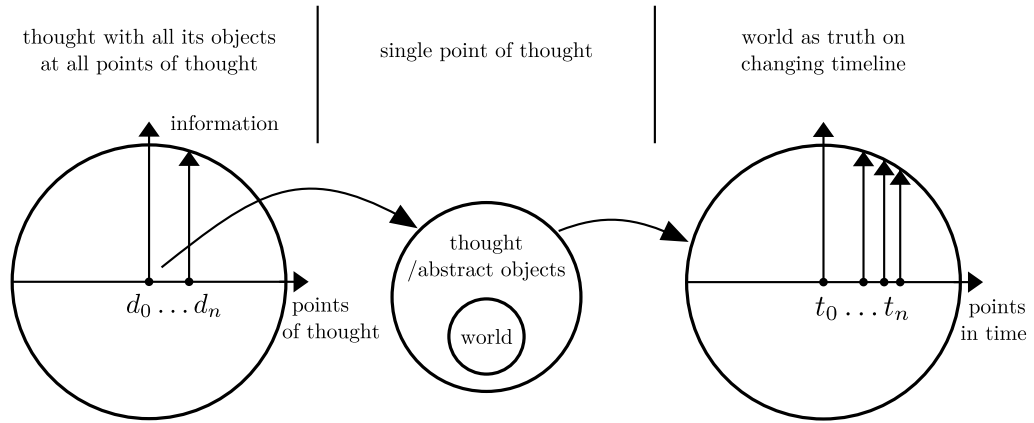 thought with all its objects
at all points of thought
single point of thought
world as truth on
changing timeline
information
d₀ … dₙ
points
of thought
thought
/abstract objects
world
t₀ … tₙ
points
in time